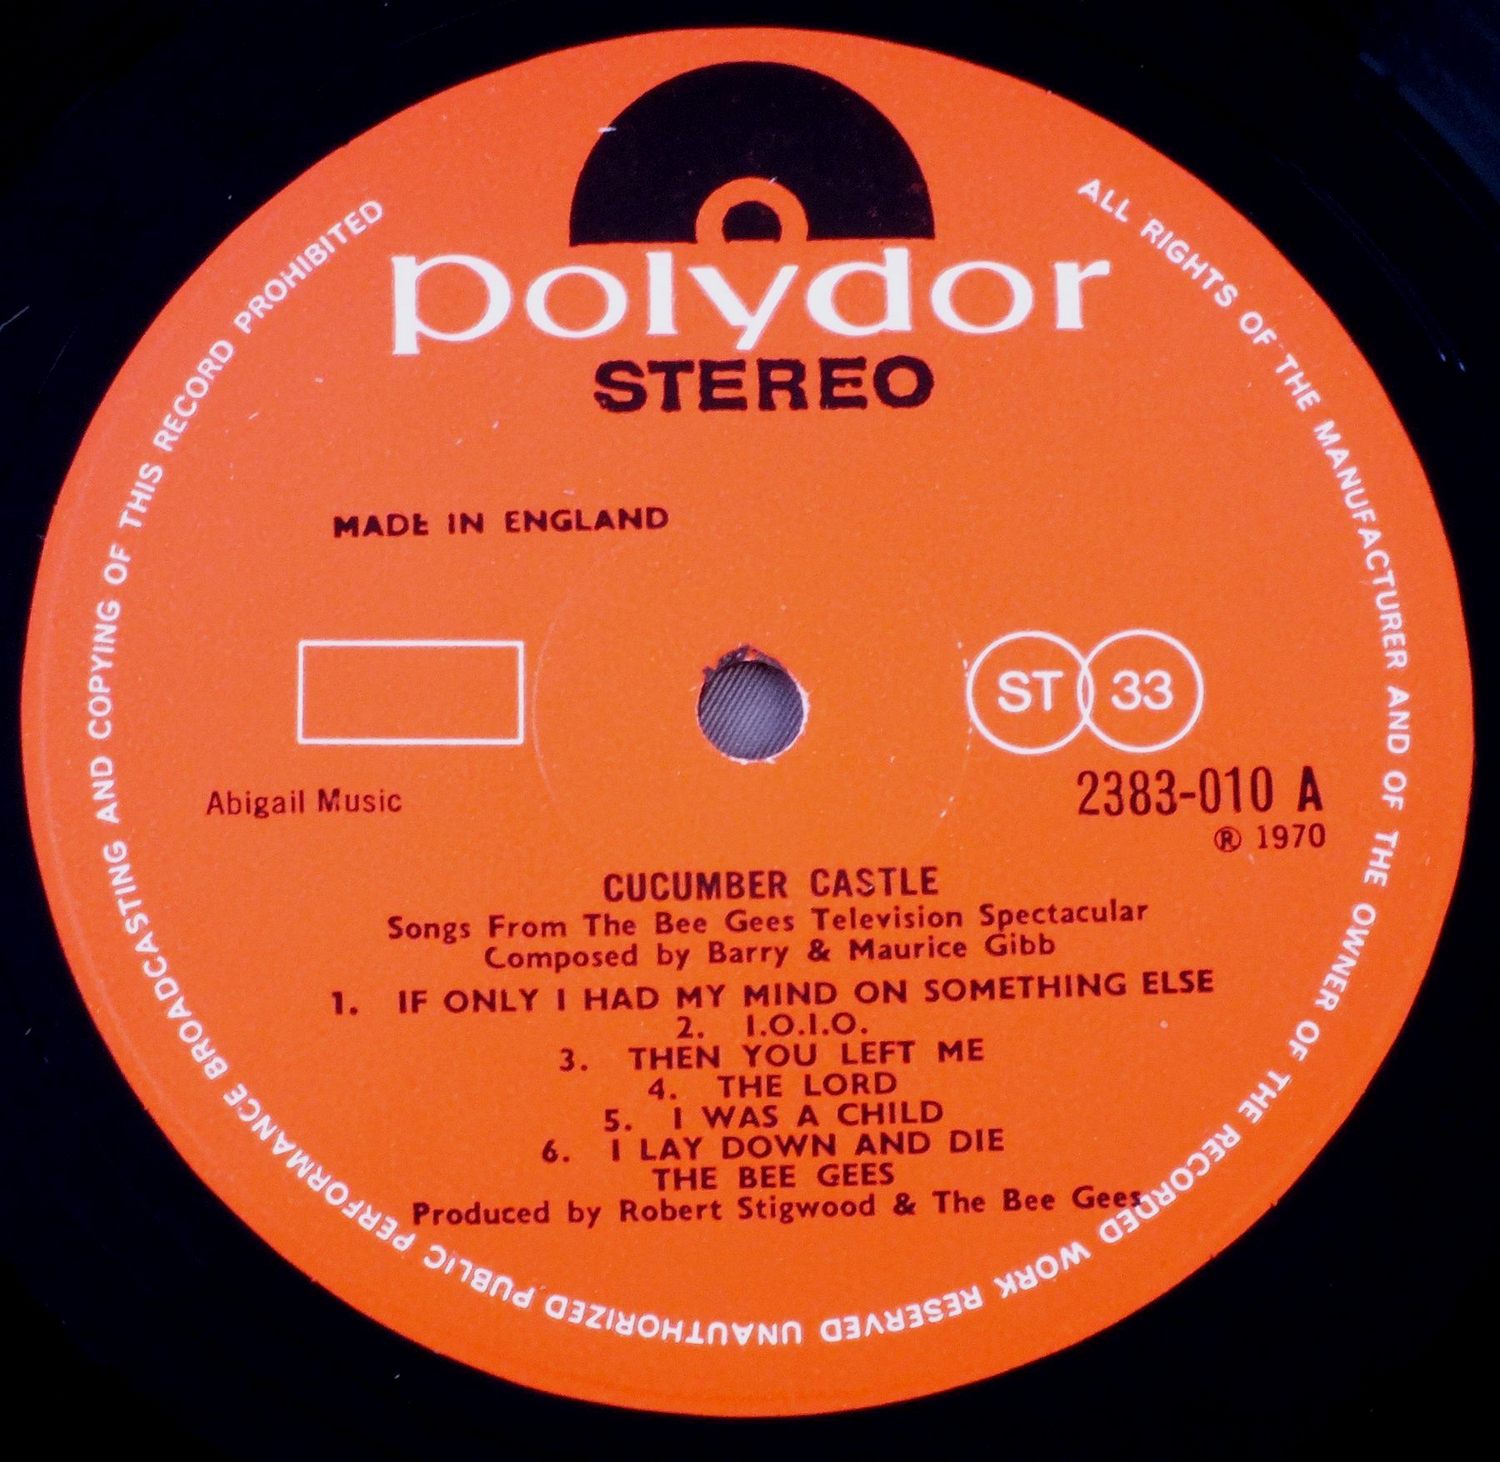 polydor
STEREO
MADE IN ENGLAND
ST 33
Abigail Music
2383-010 A
Ⓡ 1970
CUCUMBER CASTLE
Songs From The Bee Gees Television Spectacular
Composed by Barry & Maurice Gibb
1. IF ONLY I HAD MY MIND ON SOMETHING ELSE
2. I.O.I.O.
3. THEN YOU LEFT ME
4. THE LORD
5. I WAS A CHILD
6. I LAY DOWN AND DIE
THE BEE GEES
Produced by Robert Stigwood & The Bee Gees
ALL RIGHTS OF THE MANUFACTURER AND OF THE OWNER OF THE RECORDED WORK RESERVED UNAUTHORIZED PUBLIC PERFORMANCE BROADCASTING AND COPYING OF THIS RECORD PROHIBITED